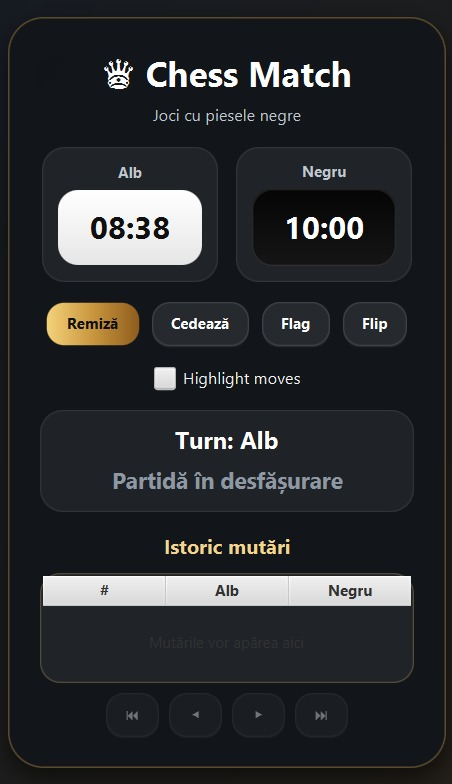 ♛ Chess Match
Joci cu piesele negre
Alb Negru
08:38 10:00
Remiză Cedează Flag Flip
Highlight moves
Turn: Alb
Partidă în desfășurare
Istoric mutări
# Alb Negru
Mutările vor apărea aici
⏮ ◄ ► ⏭